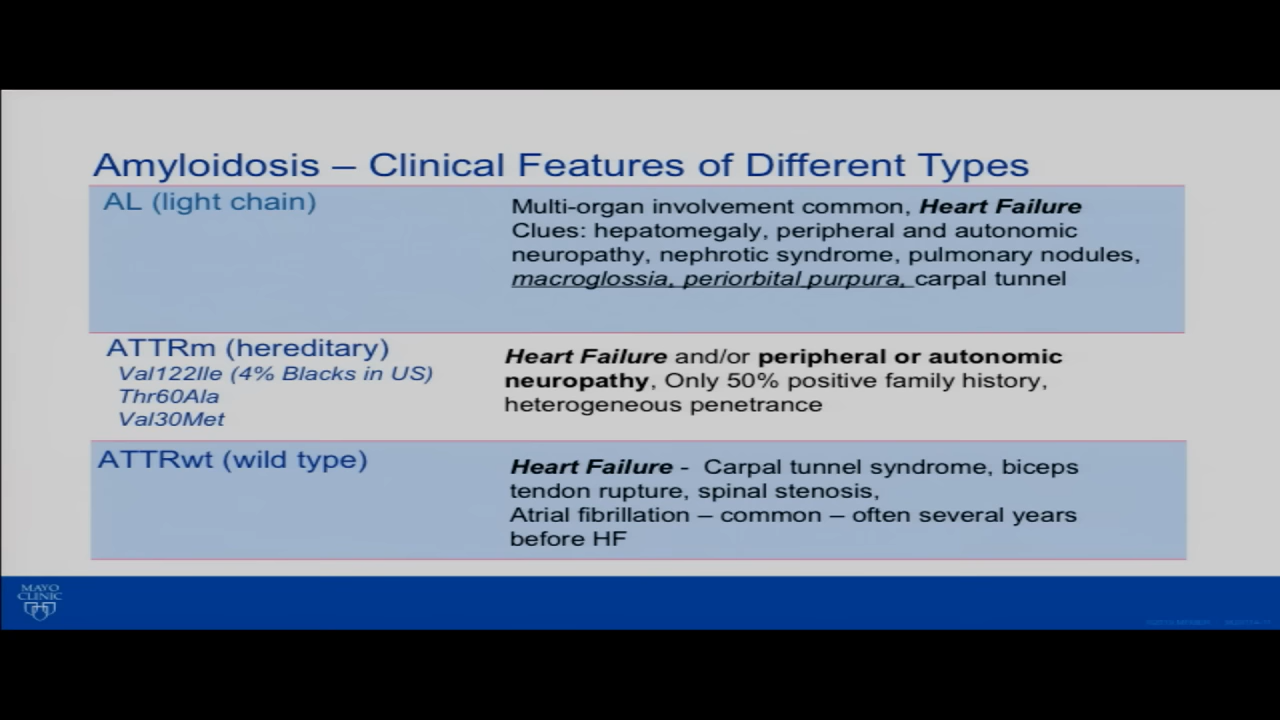 Amyloidosis – Clinical Features of Different Types
AL (light chain)
Multi-organ involvement common, Heart Failure
Clues: hepatomegaly, peripheral and autonomic
neuropathy, nephrotic syndrome, pulmonary nodules,
macroglossia, periorbital purpura, carpal tunnel
ATTRm (hereditary)
Val122Ile (4% Blacks in US)
Thr60Ala
Val30Met
Heart Failure and/or peripheral or autonomic
neuropathy, Only 50% positive family history,
heterogeneous penetrance
ATTRwt (wild type)
Heart Failure - Carpal tunnel syndrome, biceps
tendon rupture, spinal stenosis,
Atrial fibrillation – common – often several years
before HF
MAYO
CLINIC